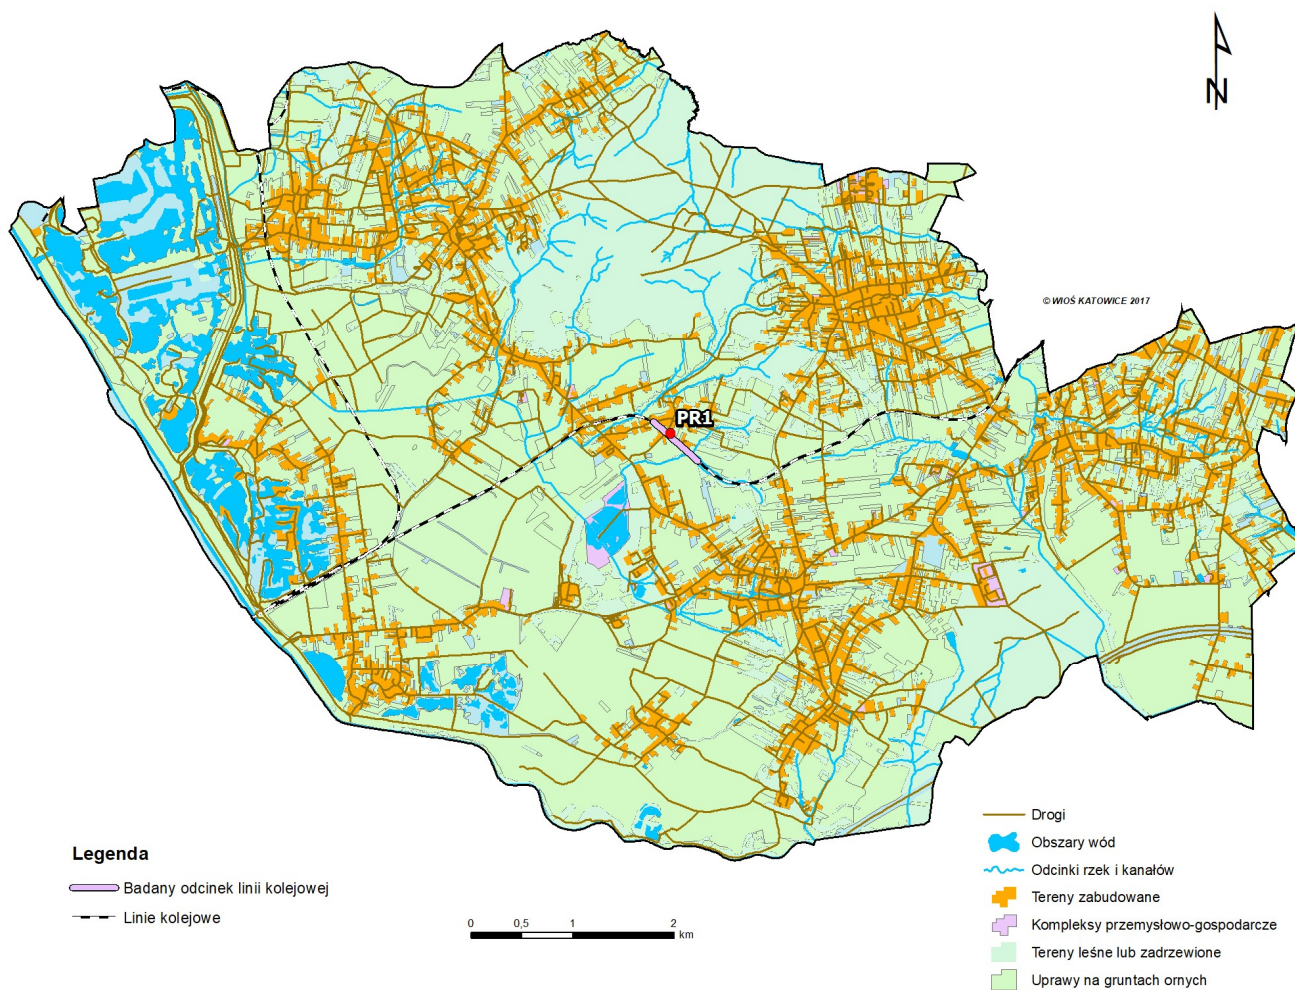 N
© WIOŚ KATOWICE 2017
PR1
Legenda
Badany odcinek linii kolejowej
Linie kolejowe
0 0,5 1 2
km
Drogi
Obszary wód
Odcinki rzek i kanałów
Tereny zabudowane
Kompleksy przemysłowo-gospodarcze
Tereny leśne lub zadrzewione
Uprawy na gruntach ornych